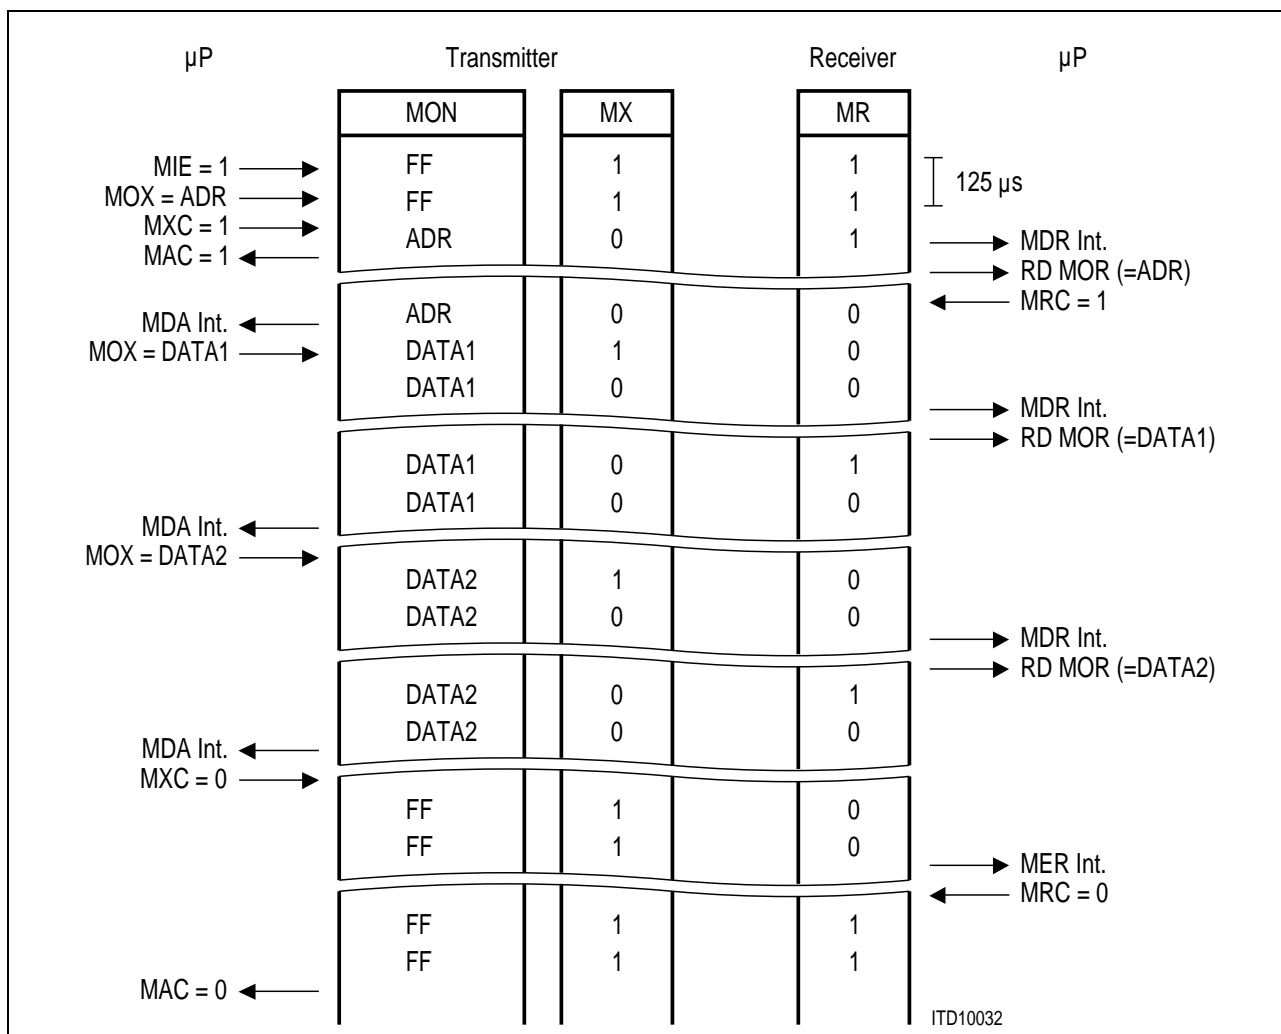 µP Transmitter Receiver µP
MON MX MR
MIE = 1 FF 1 1
125 µs
MOX = ADR FF 1 1
MXC = 1 ADR 0 1 MDR Int.
MAC = 1
RD MOR (=ADR)
MRC = 1
ADR 0 0
MDA Int.
MOX = DATA1 DATA1 1 0
DATA1 0 0
MDR Int.
RD MOR (=DATA1)
DATA1 0 1
DATA1 0 0
MDA Int.
MOX = DATA2
DATA2 1 0
DATA2 0 0
MDR Int.
RD MOR (=DATA2)
DATA2 0 1
DATA2 0 0
MDA Int.
MXC = 0
FF 1 0
FF 1 0
MER Int.
MRC = 0
FF 1 1
FF 1 1
MAC = 0
ITD10032